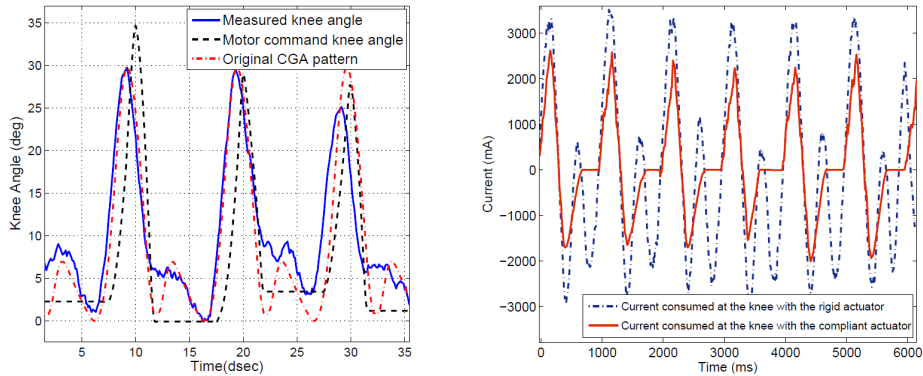 35
30
25
20
15
10
5
0
Knee Angle (deg)
Measured knee angle
Motor command knee angle
Original CGA pattern
5 10 15 20 25 30 35
Time(dsec)
3000
2000
1000
0
-1000
-2000
-3000
Current (mA)
Current consumed at the knee with the rigid actuator
Current consumed at the knee with the compliant actuator
0 1000 2000 3000 4000 5000 6000
Time (ms)